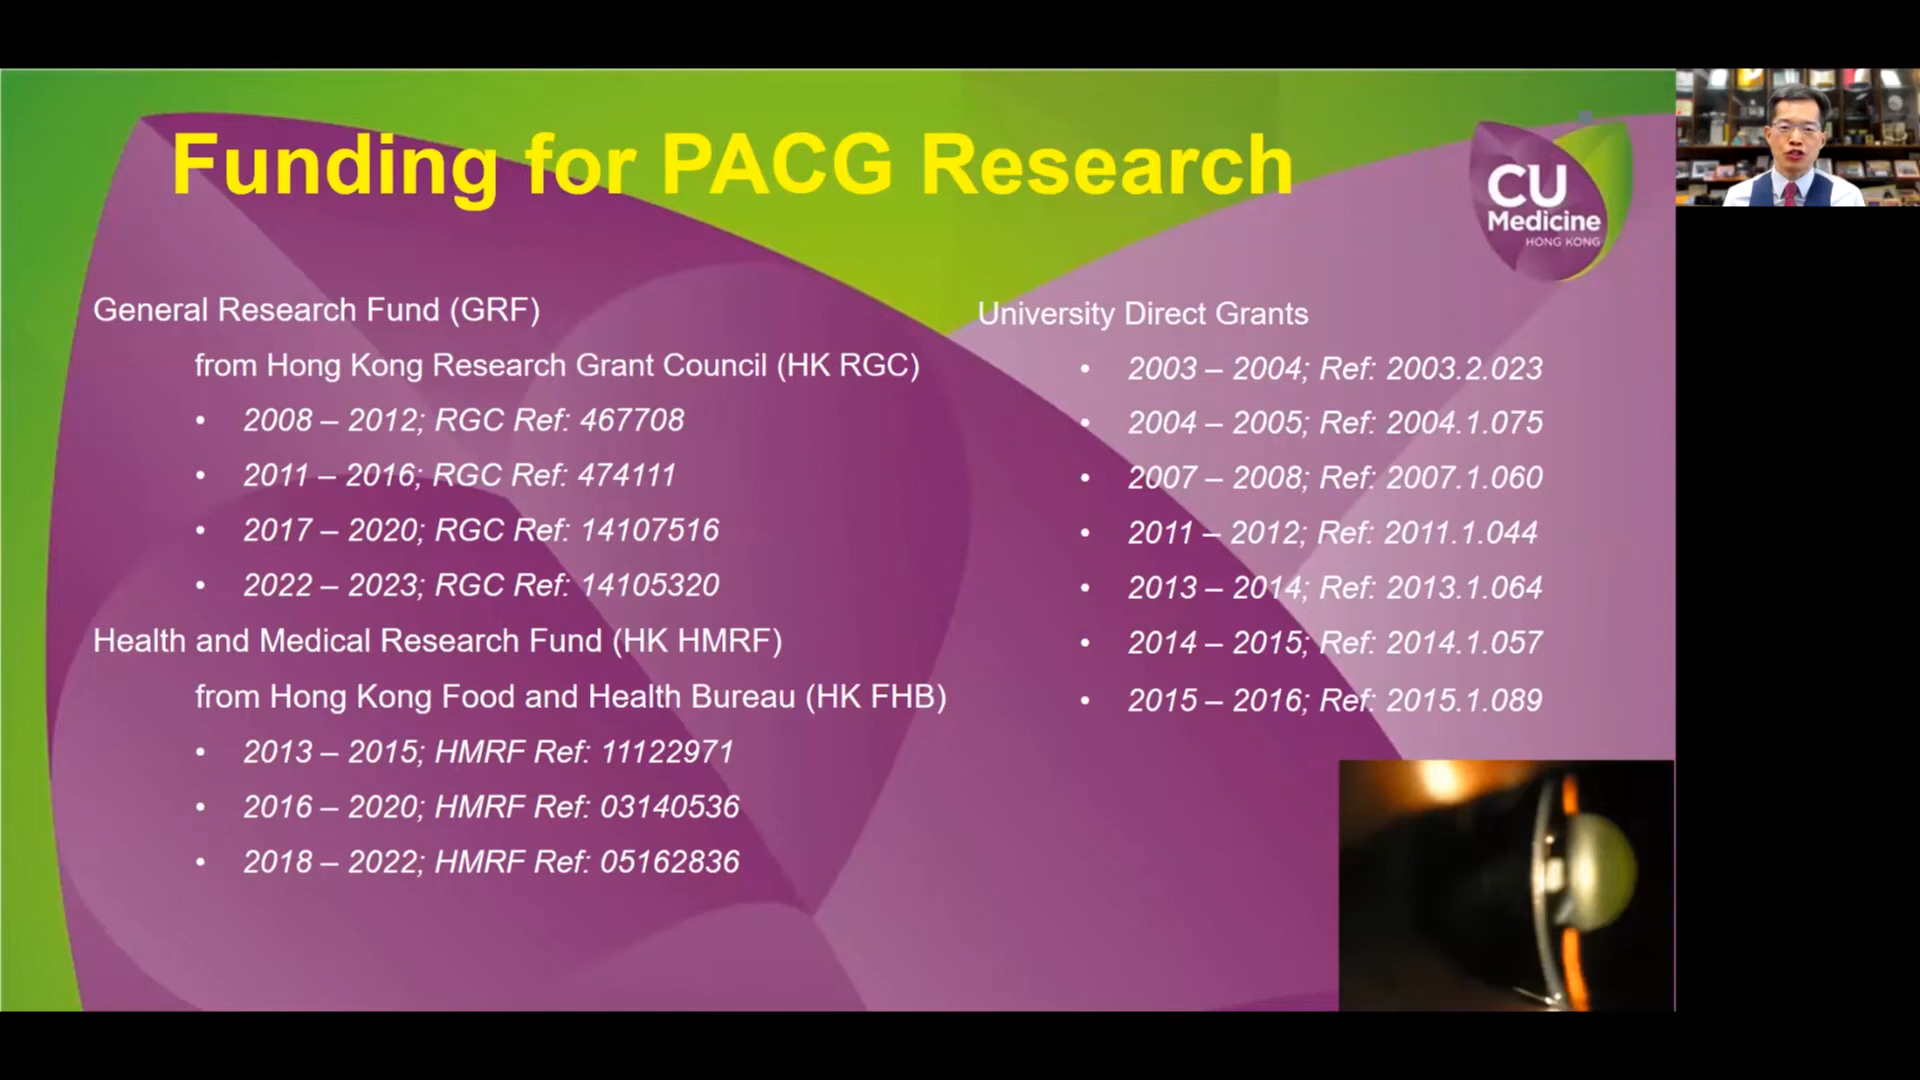 Funding for PACG Research
CU
Medicine
HONG KONG
General Research Fund (GRF)
from Hong Kong Research Grant Council (HK RGC)
• 2008 – 2012; RGC Ref: 467708
• 2011 – 2016; RGC Ref: 474111
• 2017 – 2020; RGC Ref: 14107516
• 2022 – 2023; RGC Ref: 14105320
Health and Medical Research Fund (HK HMRF)
from Hong Kong Food and Health Bureau (HK FHB)
• 2013 – 2015; HMRF Ref: 11122971
• 2016 – 2020; HMRF Ref: 03140536
• 2018 – 2022; HMRF Ref: 05162836
University Direct Grants
• 2003 – 2004; Ref: 2003.2.023
• 2004 – 2005; Ref: 2004.1.075
• 2007 – 2008; Ref: 2007.1.060
• 2011 – 2012; Ref: 2011.1.044
• 2013 – 2014; Ref: 2013.1.064
• 2014 – 2015; Ref: 2014.1.057
• 2015 – 2016; Ref: 2015.1.089